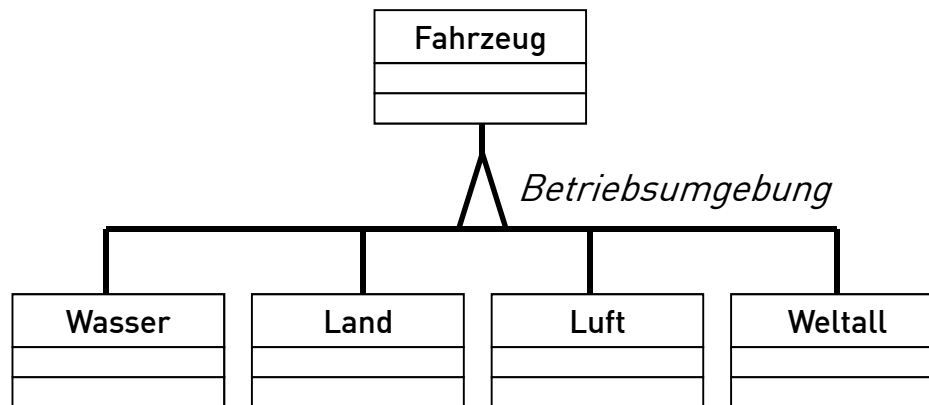 Fahrzeug
Betriebsumgebung
Wasser
Land
Luft
Weltall